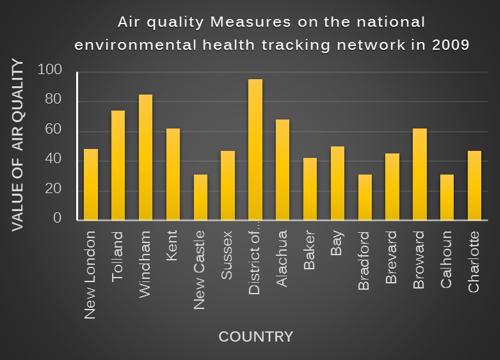 Air quality Measures on the national
environmental health tracking network in 2009
VALUE OF AIR QUALITY
100
80
60
40
20
0
New London
Tolland
Windham
Kent
New Castle
Sussex
District of...
Alachua
Baker
Bay
Bradford
Brevard
Broward
Calhoun
Charlotte
COUNTRY